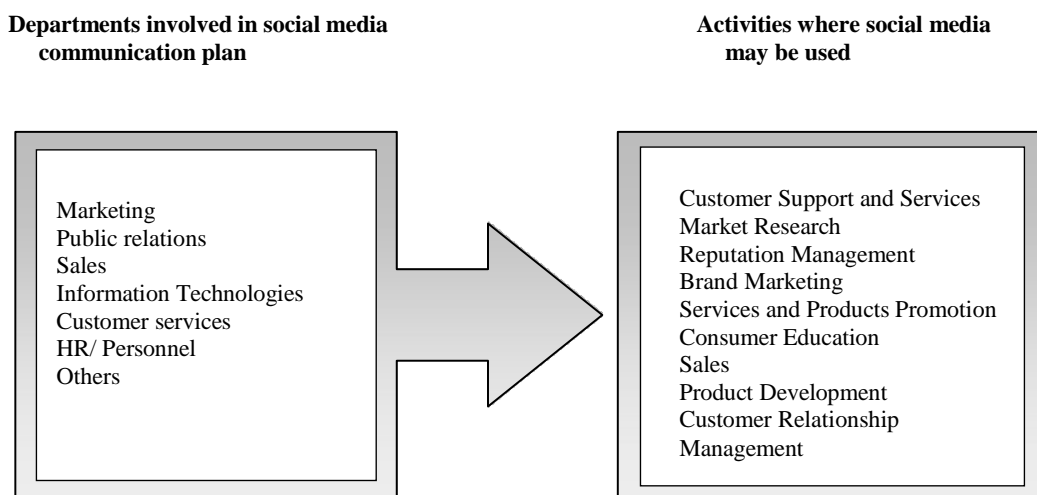 Departments involved in social media
communication plan
Activities where social media
may be used
Marketing
Public relations
Sales
Information Technologies
Customer services
HR/ Personnel
Others
Customer Support and Services
Market Research
Reputation Management
Brand Marketing
Services and Products Promotion
Consumer Education
Sales
Product Development
Customer Relationship
Management